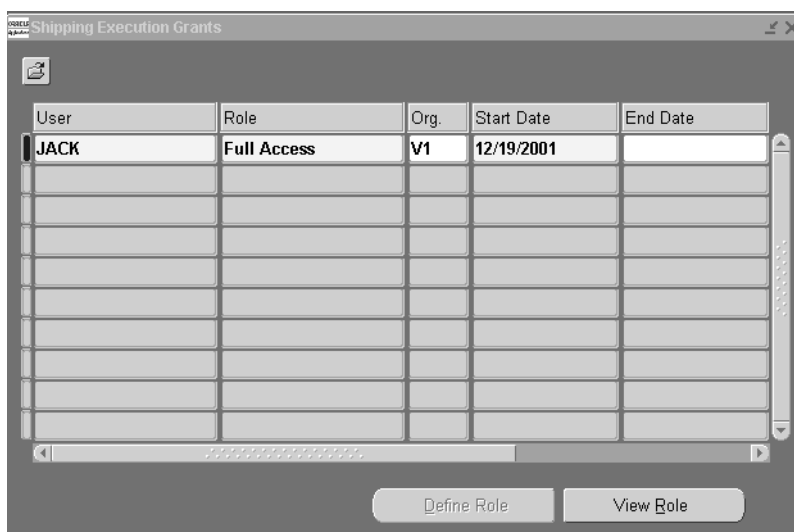 Shipping Execution Grants
User Role Org. Start Date End Date
JACK Full Access V1 12/19/2001
Define Role View Role